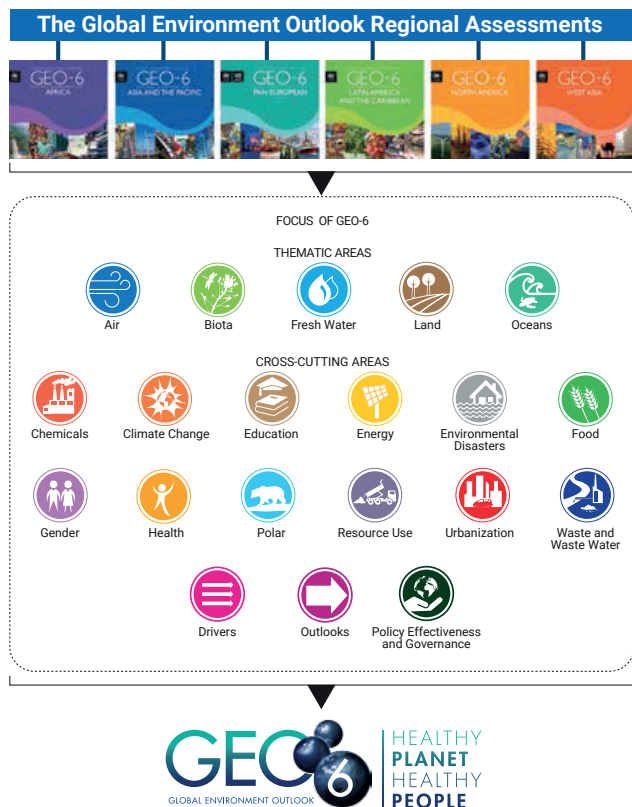 The Global Environment Outlook Regional Assessments
GEO-6
AFRICA
GEO-6
ASIA AND THE PACIFIC
GEO-6
PAN-EUROPEAN
GEO-6
LATIN AMERICA
AND THE CARIBBEAN
GEO-6
NORTH AMERICA
GEO-6
WEST ASIA
FOCUS OF GEO-6
THEMATIC AREAS
Air
Biota
Fresh Water
Land
Oceans
CROSS-CUTTING AREAS
Chemicals
Climate Change
Education
Energy
Environmental
Disasters
Food
Gender
Health
Polar
Resource Use
Urbanization
Waste and
Waste Water
Drivers
Outlooks
Policy Effectiveness
and Governance
GEO
6
GLOBAL ENVIRONMENT OUTLOOK
HEALTHY
PLANET
HEALTHY
PEOPLE